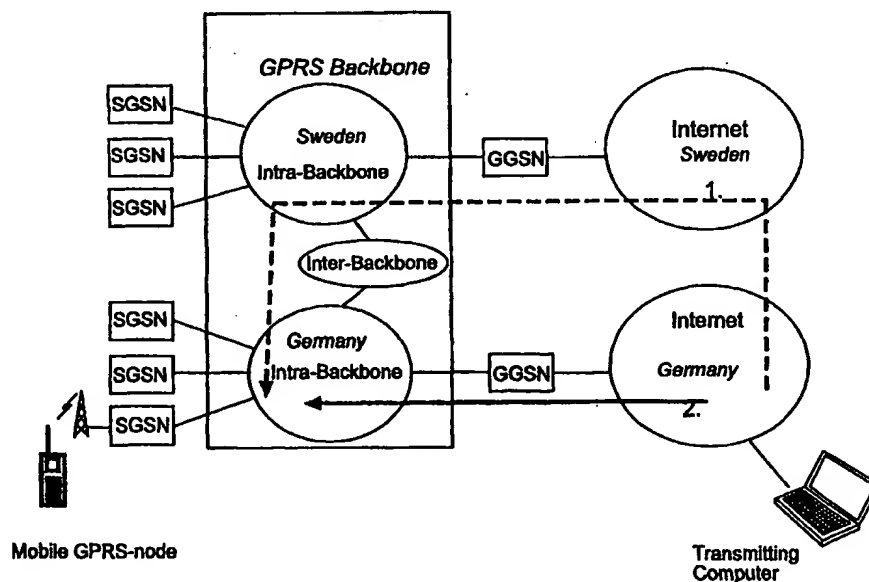 GPRS Backbone
SGSN
SGSN
SGSN
Sweden
Intra-Backbone
GGSN
Internet
Sweden
1.
Inter-Backbone
SGSN
SGSN
SGSN
Germany
Intra-Backbone
GGSN
Internet
Germany
2.
Mobile GPRS-node
Transmitting
Computer